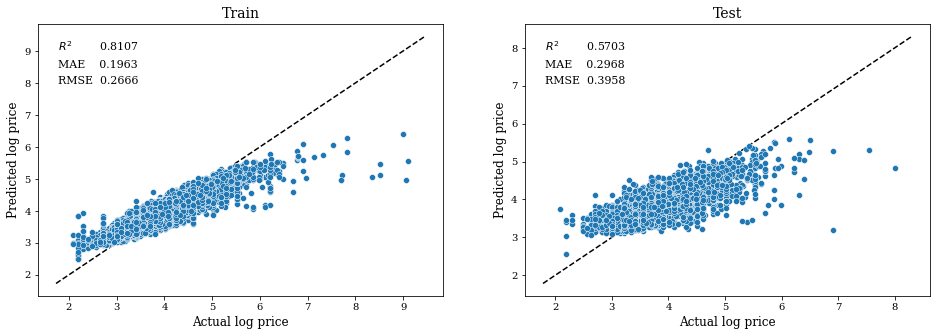 Train
R² 0.8107
MAE 0.1963
RMSE 0.2666
Predicted log price
9
8
7
6
5
4
3
2
2 3 4 5 6 7 8 9
Actual log price
Test
R² 0.5703
MAE 0.2968
RMSE 0.3958
Predicted log price
8
7
6
5
4
3
2
2 3 4 5 6 7 8
Actual log price